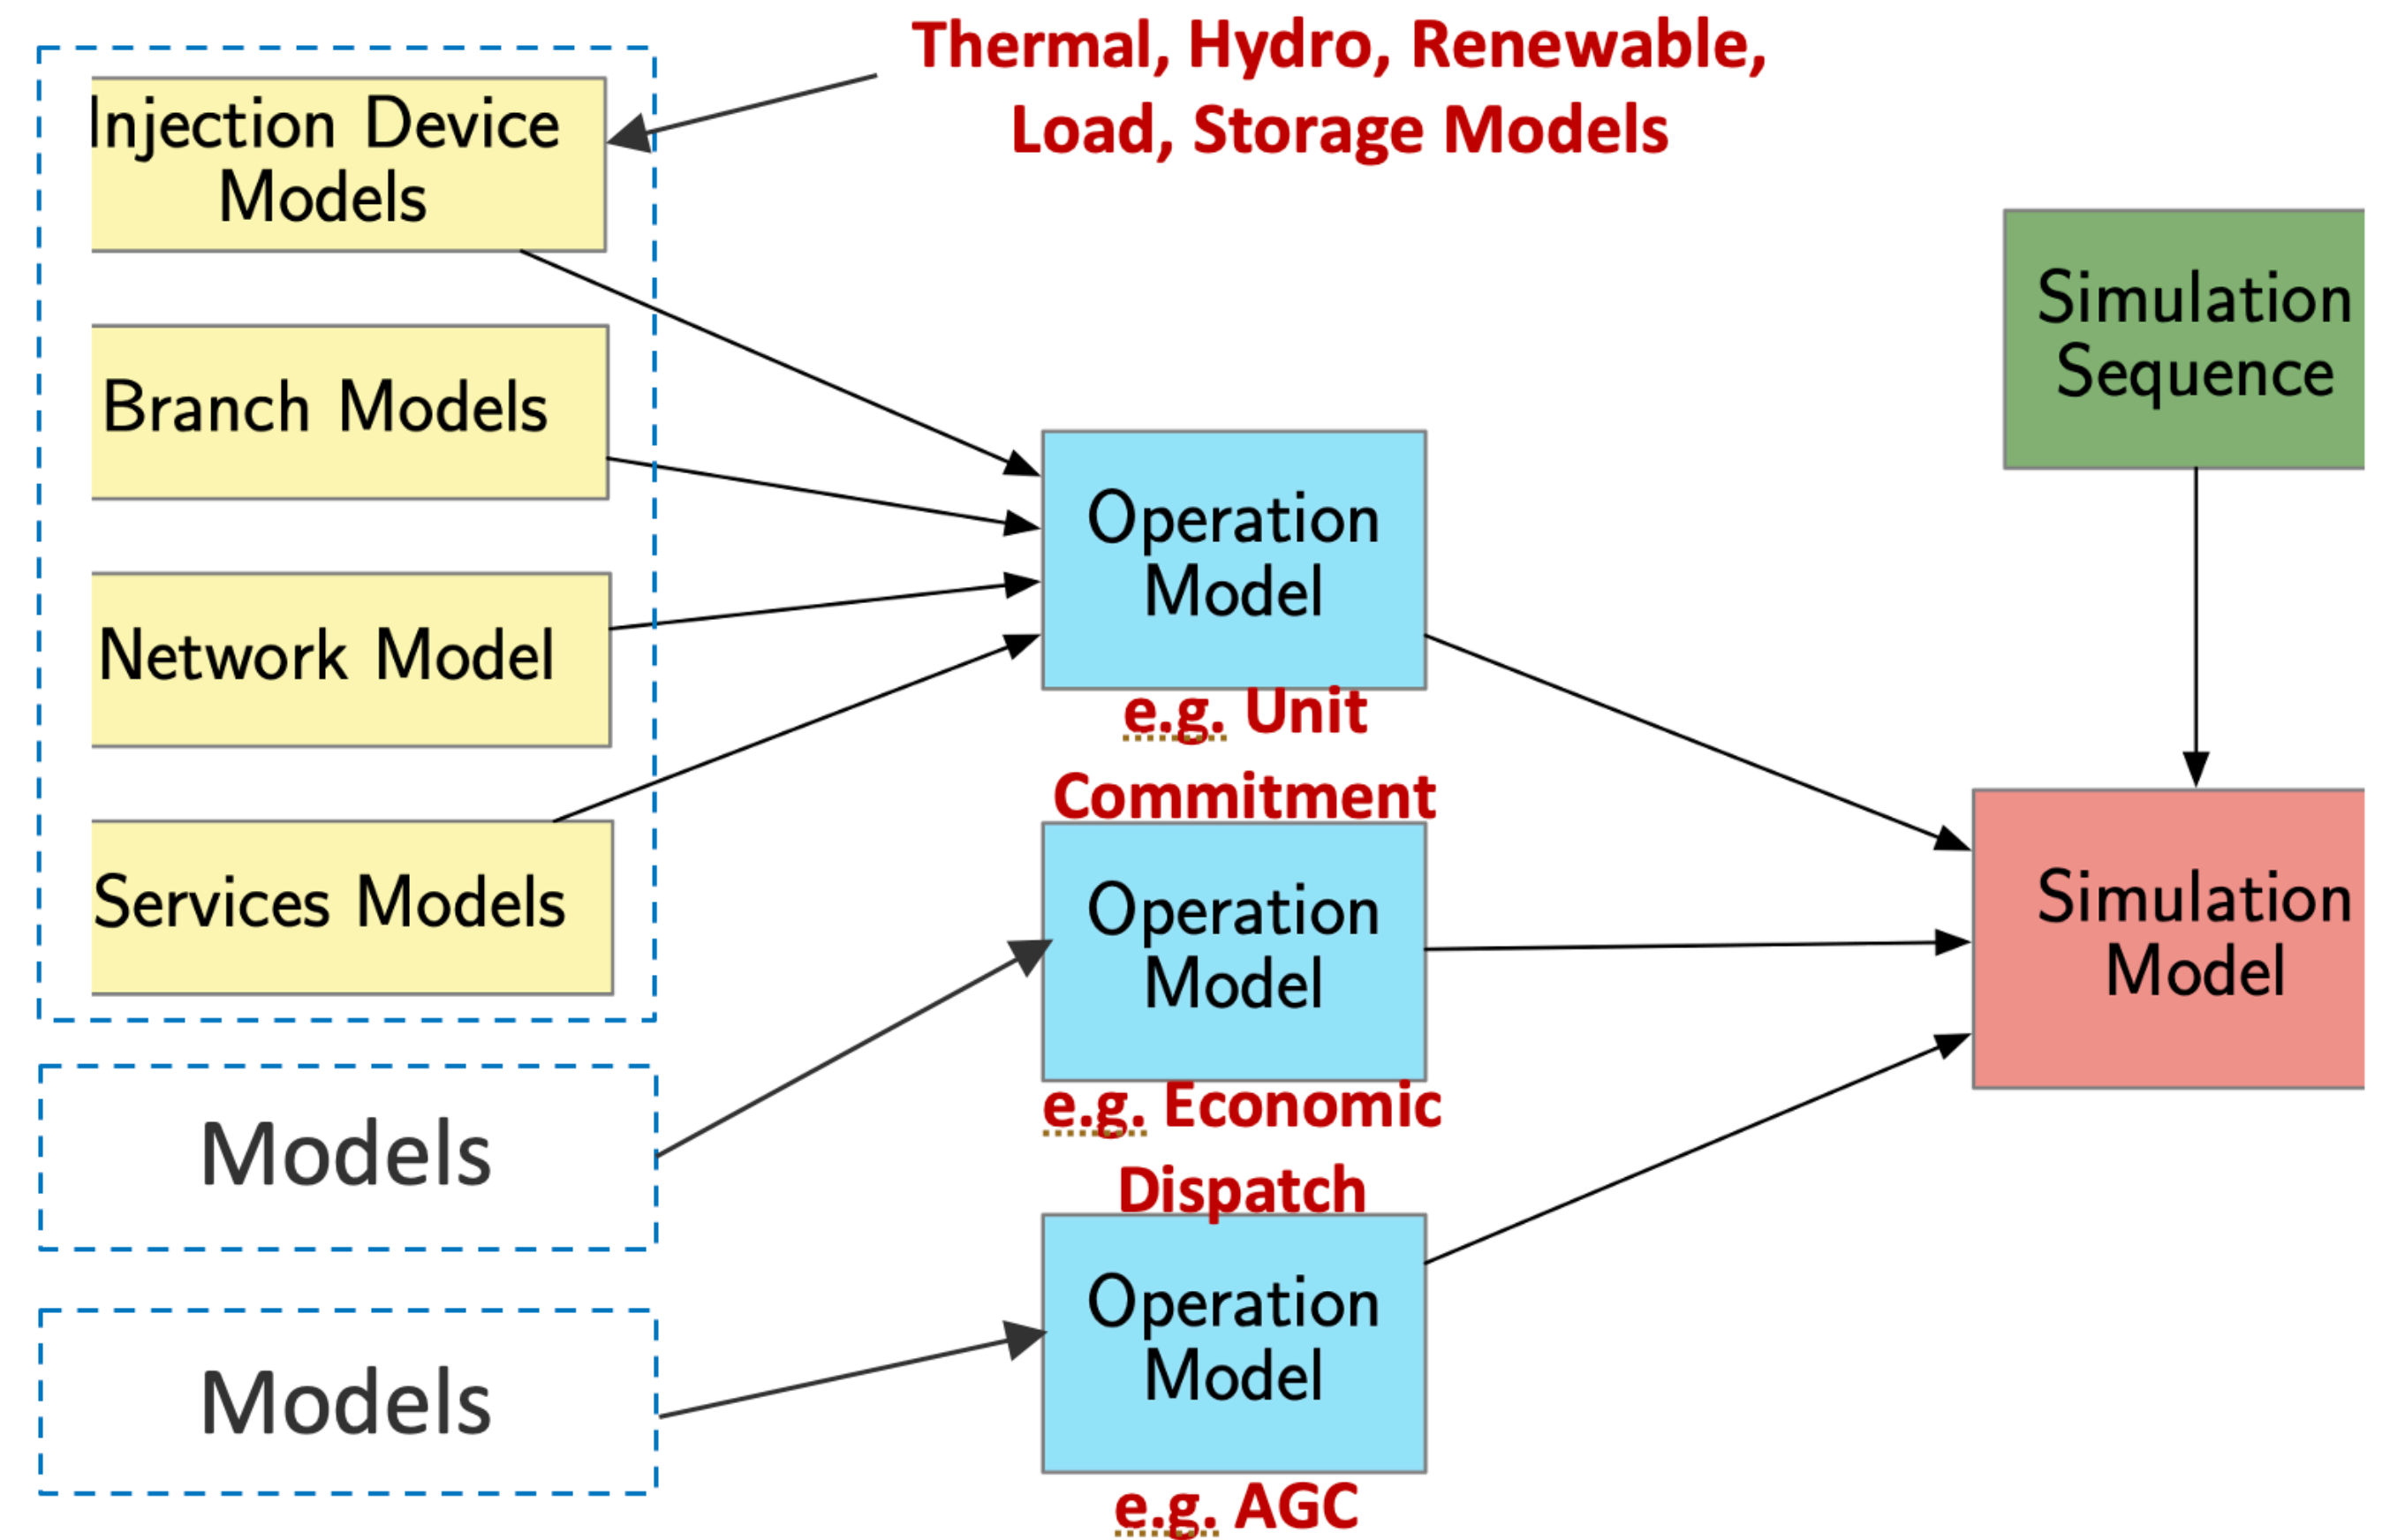 Thermal, Hydro, Renewable,
Load, Storage Models
Injection Device
Models
Branch Models
Network Model
Services Models
Models
Models
Operation
Model
e.g. Unit
Commitment
Operation
Model
e.g. Economic
Dispatch
Operation
Model
e.g. AGC
Simulation
Sequence
Simulation
Model